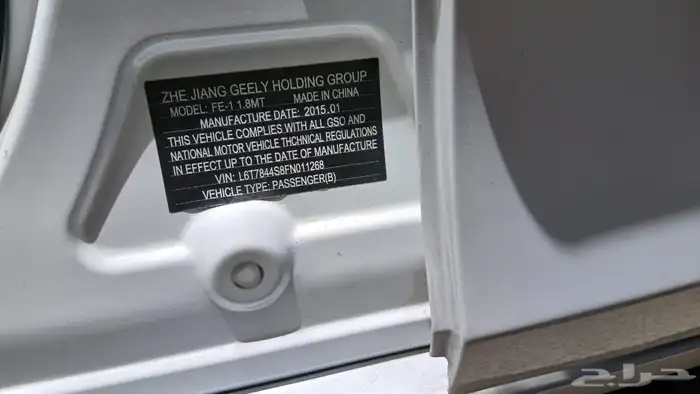 ZHE JIANG GEELY HOLDING GROUP
MODEL: FE-1 1.8MT MADE IN CHINA
MANUFACTURE DATE: 2015.01
THIS VEHICLE COMPLIES WITH ALL GSO AND
NATIONAL MOTOR VEHICLE THCHNICAL REGULATIONS
IN EFFECT UP TO THE DATE OF MANUFACTURE
VIN: L6T7844S8FN011268
VEHICLE TYPE: PASSENGER(B)
حراج